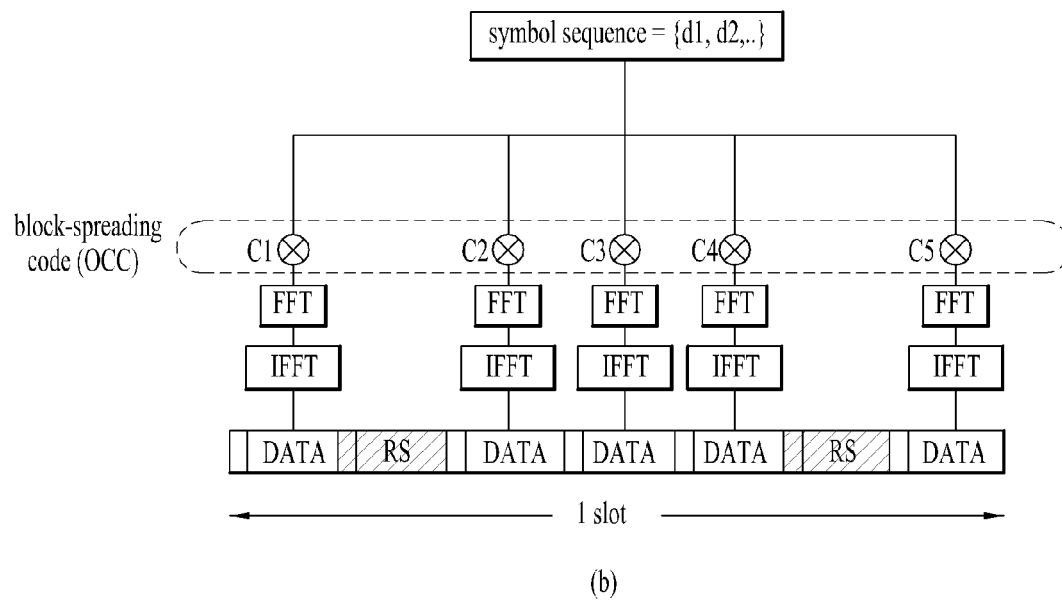 symbol sequence = {d1, d2,..}
block-spreading
code (OCC)
C1 C2 C3 C4 C5
FFT FFT FFT FFT FFT
IFFT IFFT IFFT IFFT IFFT
DATA RS DATA DATA DATA RS DATA
1 slot
(b)